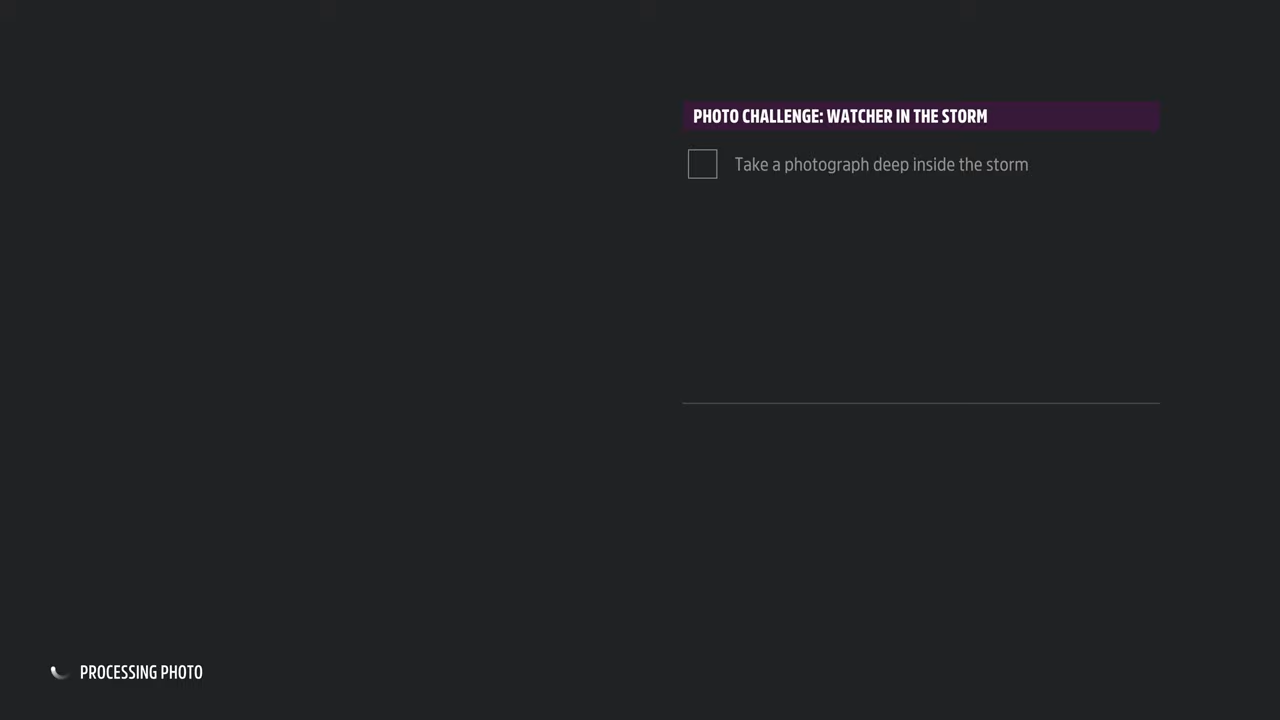 PHOTO CHALLENGE: WATCHER IN THE STORM
Take a photograph deep inside the storm
PROCESSING PHOTO